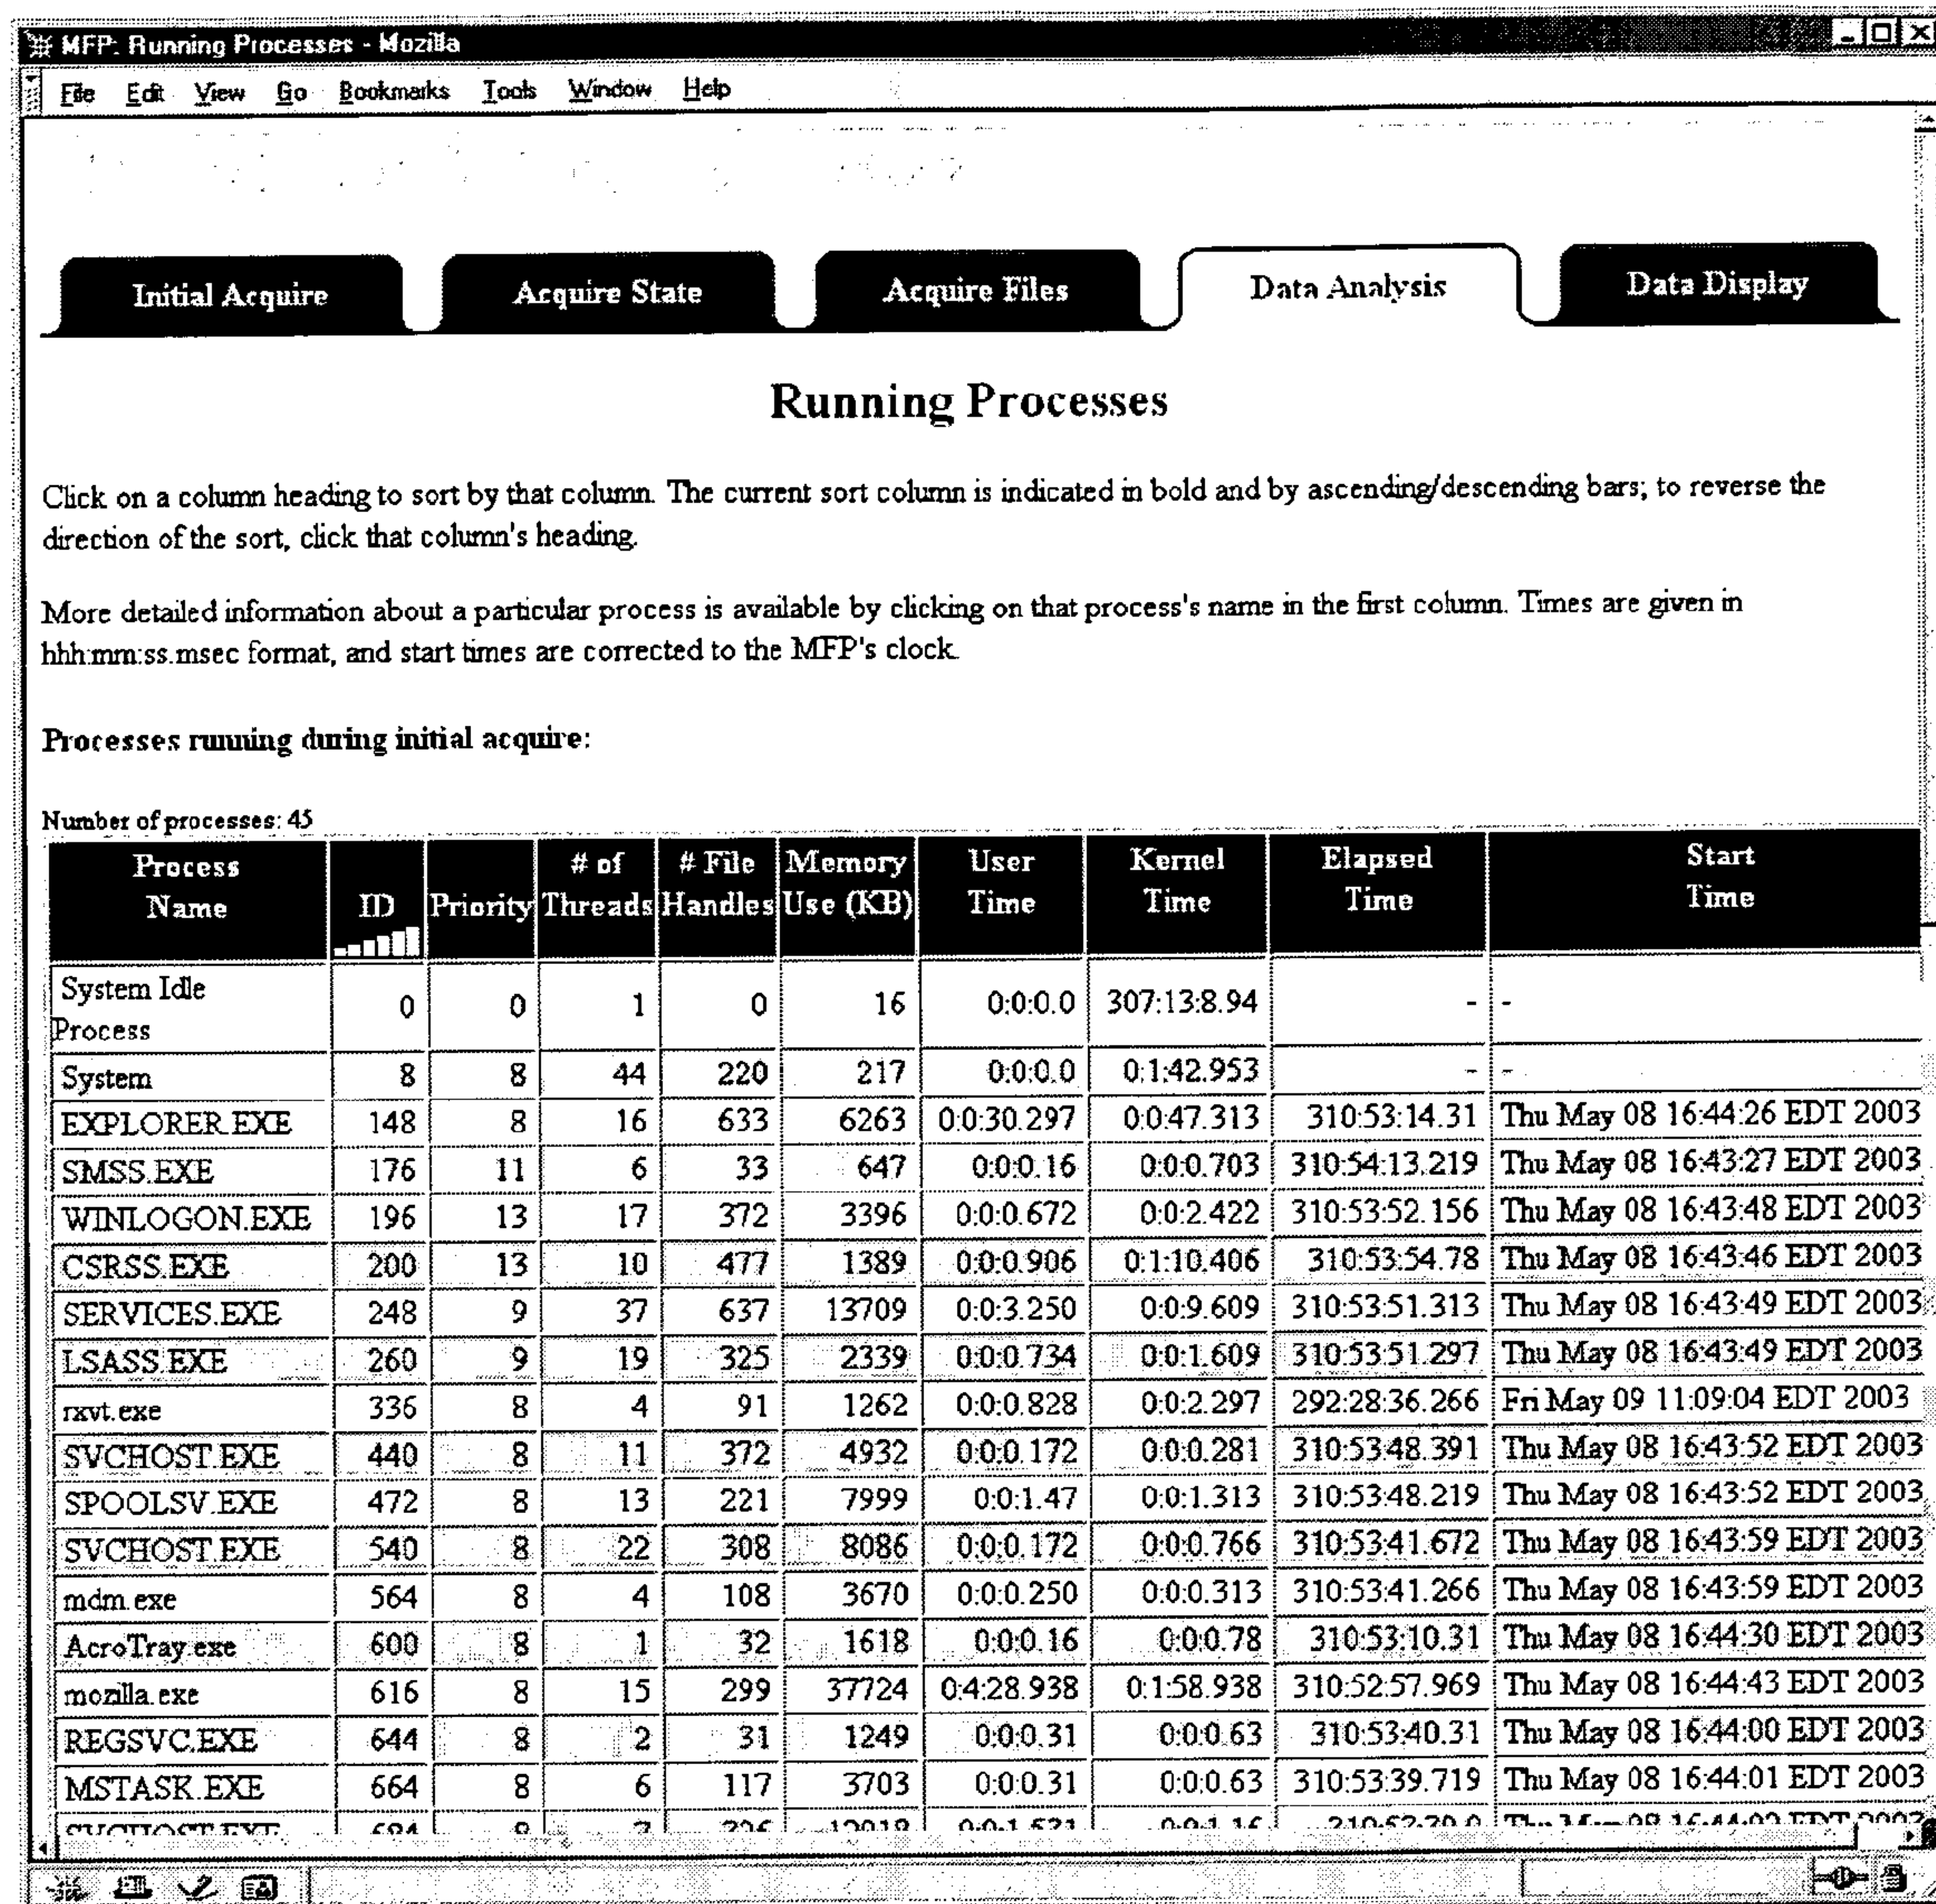 MFP: Running Processes - Mozilla
File Edit View Go Bookmarks Tools Window Help
Initial Acquire Acquire State Acquire Files Data Analysis Data Display
Running Processes
Click on a column heading to sort by that column. The current sort column is indicated in bold and by ascending/descending bars; to reverse the
direction of the sort, click that column's heading.
More detailed information about a particular process is available by clicking on that process's name in the first column. Times are given in
hhh:mm:ss.msec format, and start times are corrected to the MFP's clock.
Processes running during initial acquire:
Number of processes: 45
Process Name ID Priority # of Threads # File Handles Memory Use (KB) User Time Kernel Time Elapsed Time Start Time
System Idle Process 0 0 1 0 16 0:0:0.0 307:13:8.94 - -
System 8 8 44 220 217 0:0:0.0 0:1:42.953 - -
EXPLORER.EXE 148 8 16 633 6263 0:0:30.297 0:0:47.313 310:53:14.31 Thu May 08 16:44:26 EDT 2003
SMSS.EXE 176 11 6 33 647 0:0:0.16 0:0:0.703 310:54:13.219 Thu May 08 16:43:27 EDT 2003
WINLOGON.EXE 196 13 17 372 3396 0:0:0.672 0:0:2.422 310:53:52.156 Thu May 08 16:43:48 EDT 2003
CSRSS.EXE 200 13 10 477 1389 0:0:0.906 0:1:10.406 310:53:54.78 Thu May 08 16:43:46 EDT 2003
SERVICES.EXE 248 9 37 637 13709 0:0:3.250 0:0:9.609 310:53:51.313 Thu May 08 16:43:49 EDT 2003
LSASS.EXE 260 9 19 325 2339 0:0:0.734 0:0:1.609 310:53:51.297 Thu May 08 16:43:49 EDT 2003
rxvt.exe 336 8 4 91 1262 0:0:0.828 0:0:2.297 292:28:36.266 Fri May 09 11:09:04 EDT 2003
SVCHOST.EXE 440 8 11 372 4932 0:0:0.172 0:0:0.281 310:53:48.391 Thu May 08 16:43:52 EDT 2003
SPOOLSV.EXE 472 8 13 221 7999 0:0:1.47 0:0:1.313 310:53:48.219 Thu May 08 16:43:52 EDT 2003
SVCHOST.EXE 540 8 22 308 8086 0:0:0.172 0:0:0.766 310:53:41.672 Thu May 08 16:43:59 EDT 2003
mdm.exe 564 8 4 108 3670 0:0:0.250 0:0:0.313 310:53:41.266 Thu May 08 16:43:59 EDT 2003
AcroTray.exe 600 8 1 32 1618 0:0:0.16 0:0:0.78 310:53:10.31 Thu May 08 16:44:30 EDT 2003
mozilla.exe 616 8 15 299 37724 0:4:28.938 0:1:58.938 310:52:57.969 Thu May 08 16:44:43 EDT 2003
REGSVC.EXE 644 8 2 31 1249 0:0:0.31 0:0:0.63 310:53:40.31 Thu May 08 16:44:00 EDT 2003
MSTASK.EXE 664 8 6 117 3703 0:0:0.31 0:0:0.63 310:53:39.719 Thu May 08 16:44:01 EDT 2003
SVCHOST.EXE 684 8